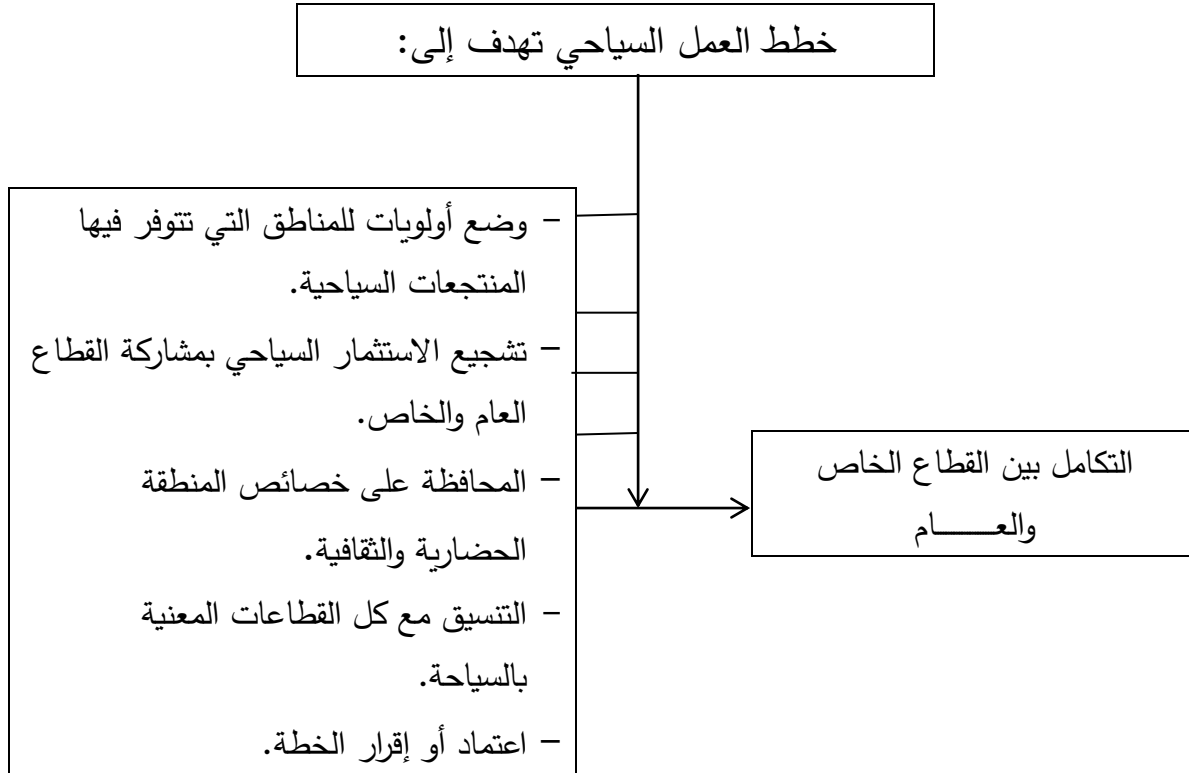 خطط العمل السياحي تهدف إلى:
– وضع أولويات للمناطق التي تتوفر فيها
المنتجعات السياحية.
– تشجيع الاستثمار السياحي بمشاركة القطاع
العام والخاص.
– المحافظة على خصائص المنطقة
الحضارية والثقافية.
– التنسيق مع كل القطاعات المعنية
بالسياحة.
– اعتماد أو إقرار الخطة.
التكامل بين القطاع الخاص
والعـــــــام